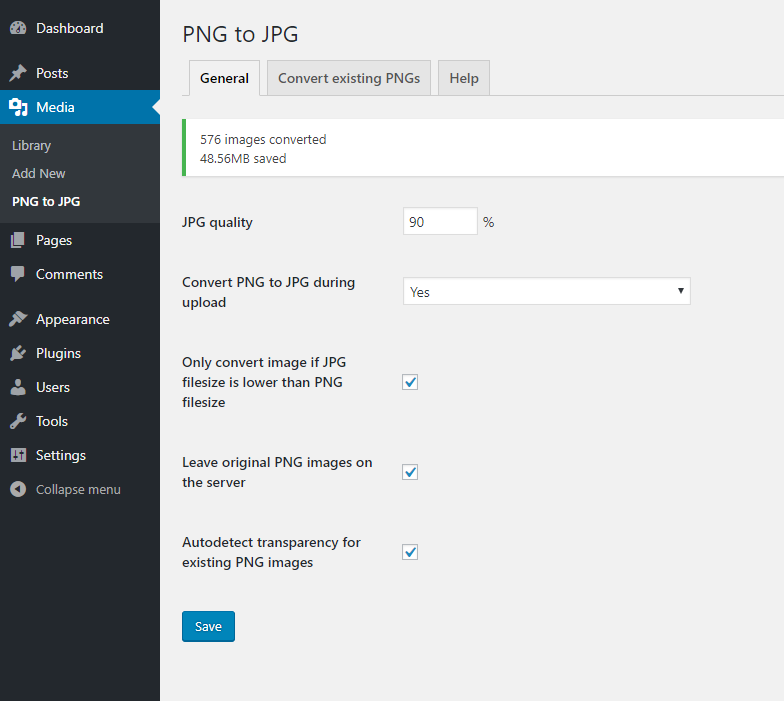 Dashboard
Posts
Media
Library
Add New
PNG to JPG
Pages
Comments
Appearance
Plugins
Users
Tools
Settings
Collapse menu
PNG to JPG
General
Convert existing PNGs
Help
576 images converted
48.56MB saved
JPG quality
90 %
Convert PNG to JPG during
upload
Yes
Only convert image if JPG
filesize is lower than PNG
filesize
Leave original PNG images on
the server
Autodetect transparency for
existing PNG images
Save